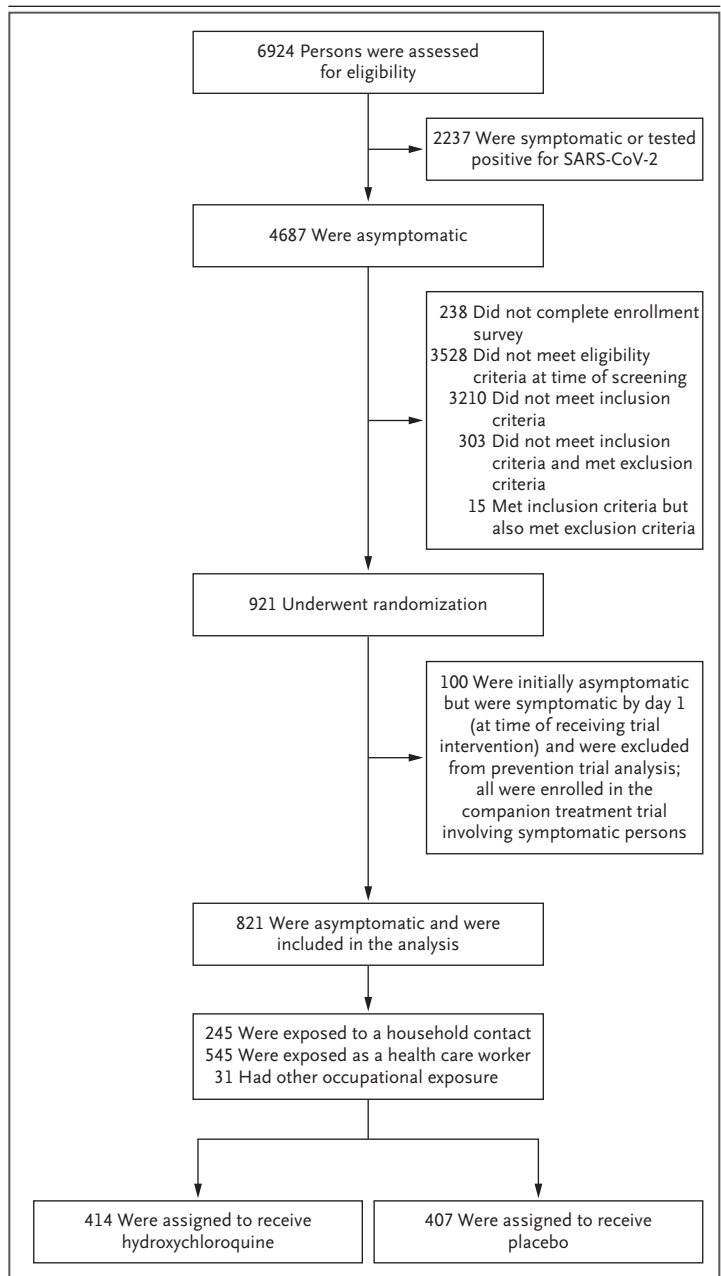 6924 Persons were assessed
for eligibility
2237 Were symptomatic or tested
positive for SARS-CoV-2
4687 Were asymptomatic
238 Did not complete enrollment
survey
3528 Did not meet eligibility
criteria at time of screening
3210 Did not meet inclusion
criteria
303 Did not meet inclusion
criteria and met exclusion
criteria
15 Met inclusion criteria but
also met exclusion criteria
921 Underwent randomization
100 Were initially asymptomatic
but were symptomatic by day 1
(at time of receiving trial
intervention) and were excluded
from prevention trial analysis;
all were enrolled in the
companion treatment trial
involving symptomatic persons
821 Were asymptomatic and were
included in the analysis
245 Were exposed to a household contact
545 Were exposed as a health care worker
31 Had other occupational exposure
414 Were assigned to receive
hydroxychloroquine
407 Were assigned to receive
placebo